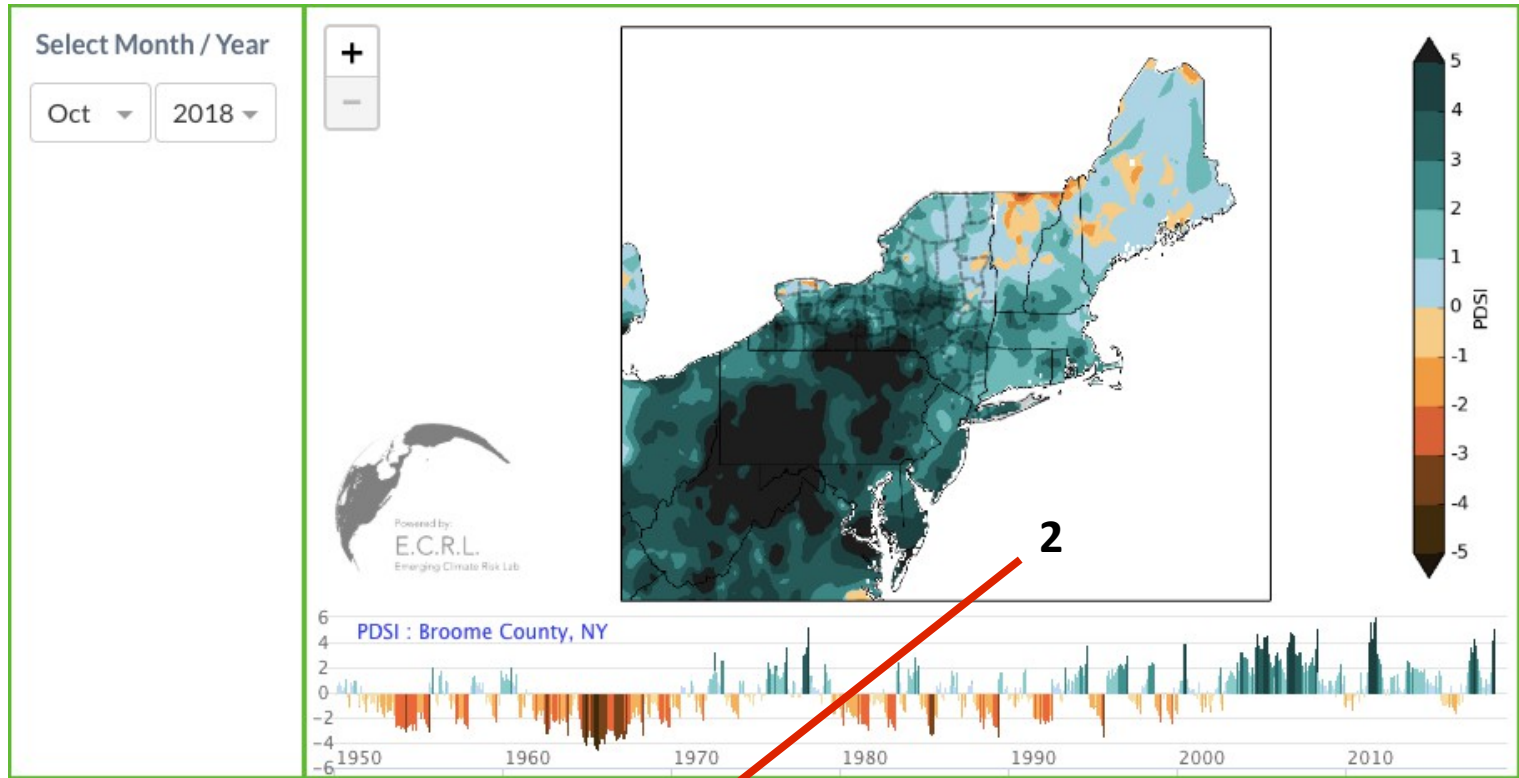 Select Month / Year
Oct
2018
+
−
5
4
3
2
1
0
-1
-2
-3
-4
-5
PDSI
Powered by:
E.C.R.L.
Emerging Climate Risk Lab
2
PDSI : Broome County, NY
6
4
2
0
−2
−4
−6
1950 1960 1970 1980 1990 2000 2010